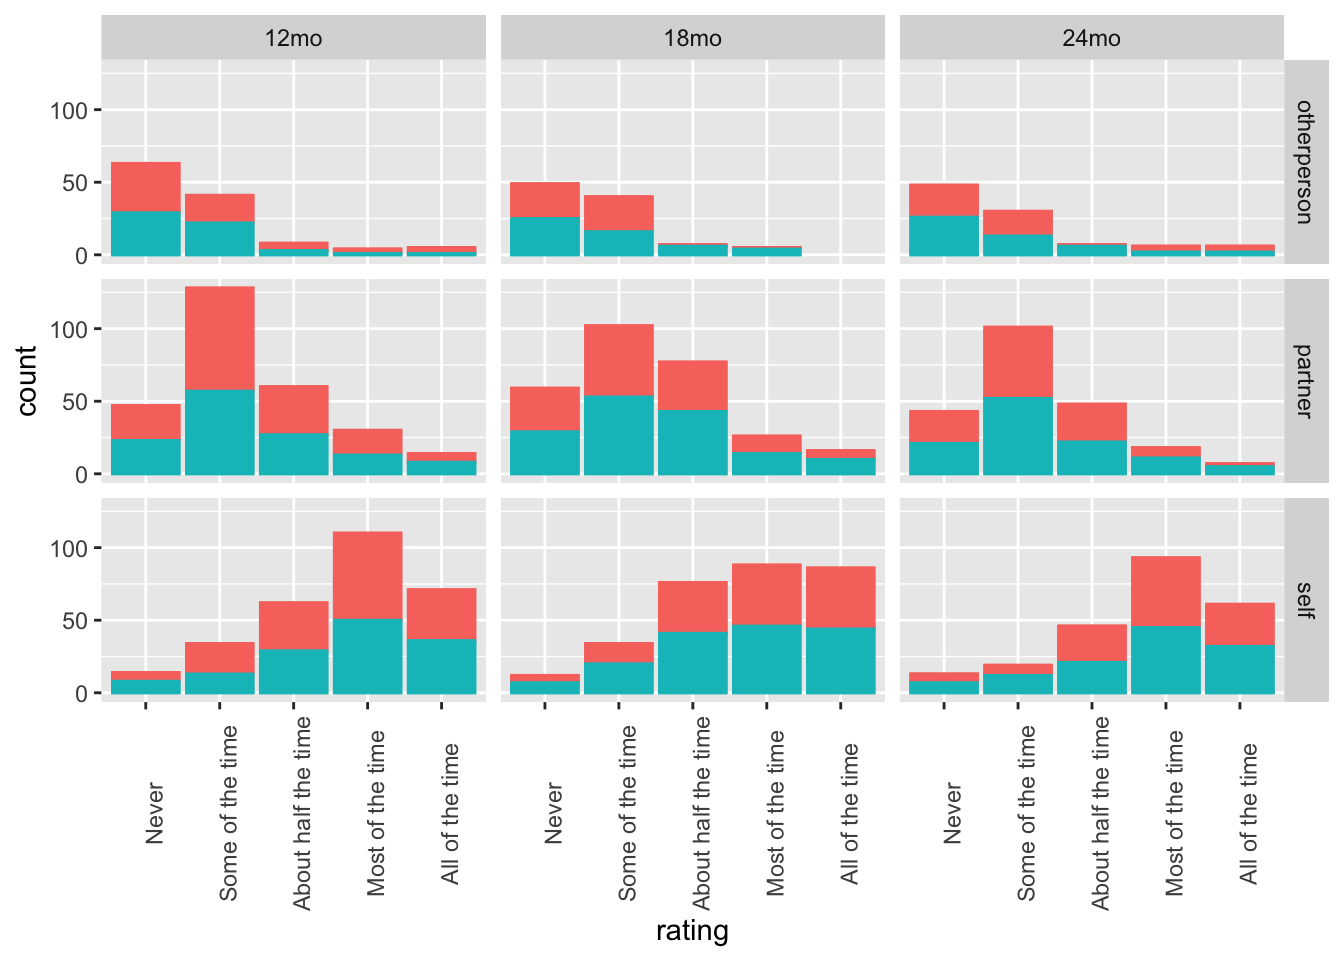 12mo 18mo 24mo
100
50
0
otherperson
100
50
0
partner
100
50
0
self
count
Never Some of the time About half the time Most of the time All of the time Never Some of the time About half the time Most of the time All of the time Never Some of the time About half the time Most of the time All of the time
rating